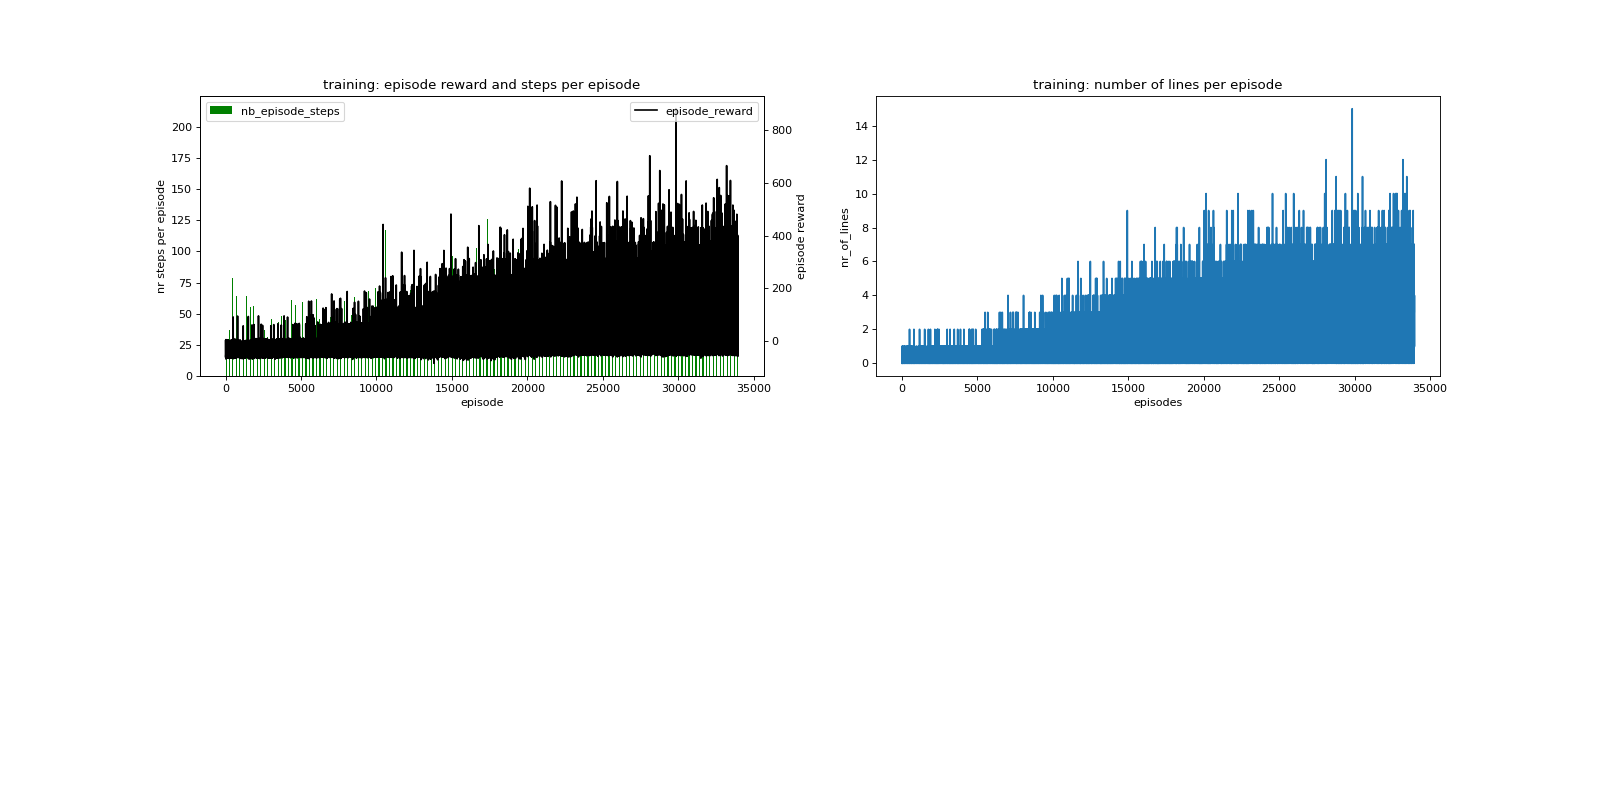 training: episode reward and steps per episode
nb_episode_steps
episode_reward
200
175
150
125
100
75
50
25
0
nr steps per episode
800
600
400
200
0
episode reward
0 5000 10000 15000 20000 25000 30000 35000
episode
training: number of lines per episode
14
12
10
8
6
4
2
0
nr_of_lines
0 5000 10000 15000 20000 25000 30000 35000
episodes